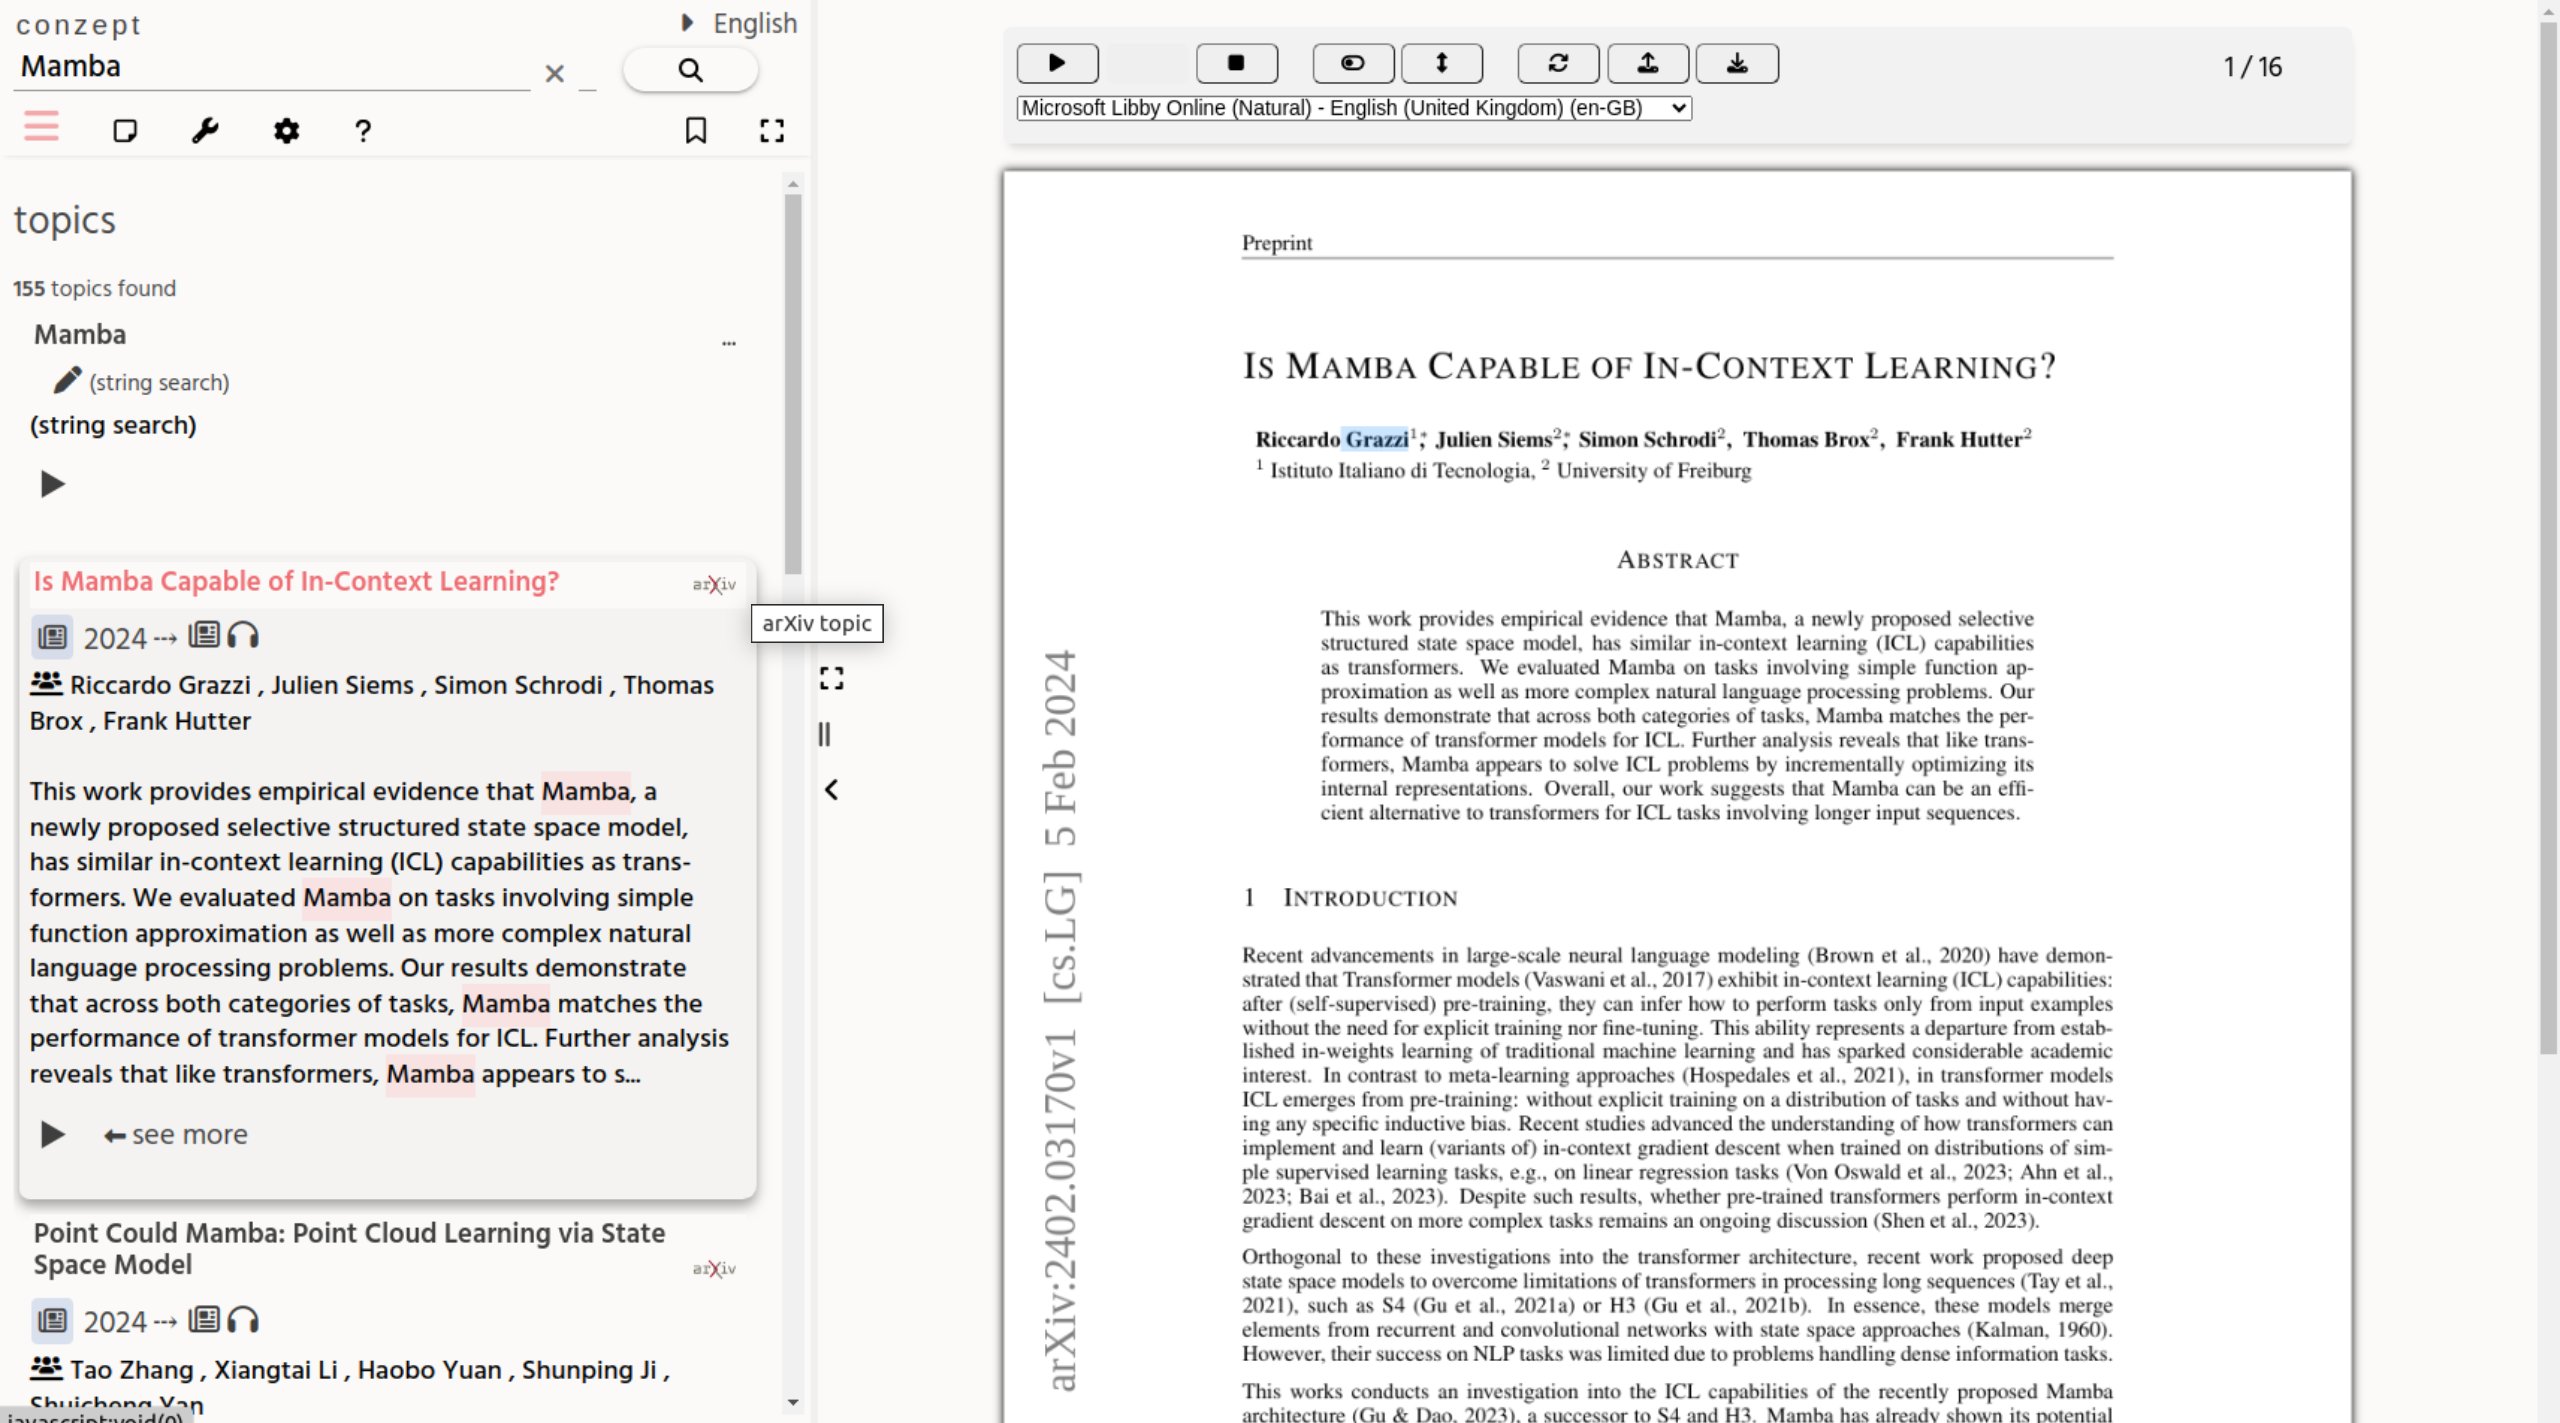 conzept
English
Mamba
topics
155 topics found
Mamba
...
(string search)
(string search)
Is Mamba Capable of In-Context Learning?
arXiv
2024
Riccardo Grazzi , Julien Siems , Simon Schrodi , Thomas
Brox , Frank Hutter
This work provides empirical evidence that Mamba, a
newly proposed selective structured state space model,
has similar in-context learning (ICL) capabilities as trans-
formers. We evaluated Mamba on tasks involving simple
function approximation as well as more complex natural
language processing problems. Our results demonstrate
that across both categories of tasks, Mamba matches the
performance of transformer models for ICL. Further analysis
reveals that like transformers, Mamba appears to s...
see more
Point Could Mamba: Point Cloud Learning via State
Space Model
arXiv
2024
Tao Zhang , Xiangtai Li , Haobo Yuan , Shunping Ji ,
Shuicheng Yan
javascript:void(0)
arXiv topic
1 / 16
Microsoft Libby Online (Natural) - English (United Kingdom) (en-GB)
Preprint
IS MAMBA CAPABLE OF IN-CONTEXT LEARNING?
Riccardo Grazzi1*, Julien Siems2*, Simon Schrodi2, Thomas Brox2, Frank Hutter2
1 Istituto Italiano di Tecnologia, 2 University of Freiburg
ABSTRACT
This work provides empirical evidence that Mamba, a newly proposed selective
structured state space model, has similar in-context learning (ICL) capabilities
as transformers. We evaluated Mamba on tasks involving simple function ap-
proximation as well as more complex natural language processing problems. Our
results demonstrate that across both categories of tasks, Mamba matches the per-
formance of transformer models for ICL. Further analysis reveals that like trans-
formers, Mamba appears to solve ICL problems by incrementally optimizing its
internal representations. Overall, our work suggests that Mamba can be an effi-
cient alternative to transformers for ICL tasks involving longer input sequences.
1 INTRODUCTION
Recent advancements in large-scale neural language modeling (Brown et al., 2020) have demon-
strated that Transformer models (Vaswani et al., 2017) exhibit in-context learning (ICL) capabilities:
after (self-supervised) pre-training, they can infer how to perform tasks only from input examples
without the need for explicit training nor fine-tuning. This ability represents a departure from estab-
lished in-weights learning of traditional machine learning and has sparked considerable academic
interest. In contrast to meta-learning approaches (Hospedales et al., 2021), in transformer models
ICL emerges from pre-training: without explicit training on a distribution of tasks and without hav-
ing any specific inductive bias. Recent studies advanced the understanding of how transformers can
implement and learn (variants of) in-context gradient descent when trained on distributions of sim-
ple supervised learning tasks, e.g., on linear regression tasks (Von Oswald et al., 2023; Ahn et al.,
2023; Bai et al., 2023). Despite such results, whether pre-trained transformers perform in-context
gradient descent on more complex tasks remains an ongoing discussion (Shen et al., 2023).
Orthogonal to these investigations into the transformer architecture, recent work proposed deep
state space models to overcome limitations of transformers in processing long sequences (Tay et al.,
2021), such as S4 (Gu et al., 2021a) or H3 (Gu et al., 2021b). In essence, these models merge
elements from recurrent and convolutional networks with state space approaches (Kalman, 1960).
However, their success on NLP tasks was limited due to problems handling dense information tasks.
This works conducts an investigation into the ICL capabilities of the recently proposed Mamba
architecture (Gu & Dao, 2023), a successor to S4 and H3. Mamba has already shown its potential
arXiv:2402.03170v1 [cs.LG] 5 Feb 2024